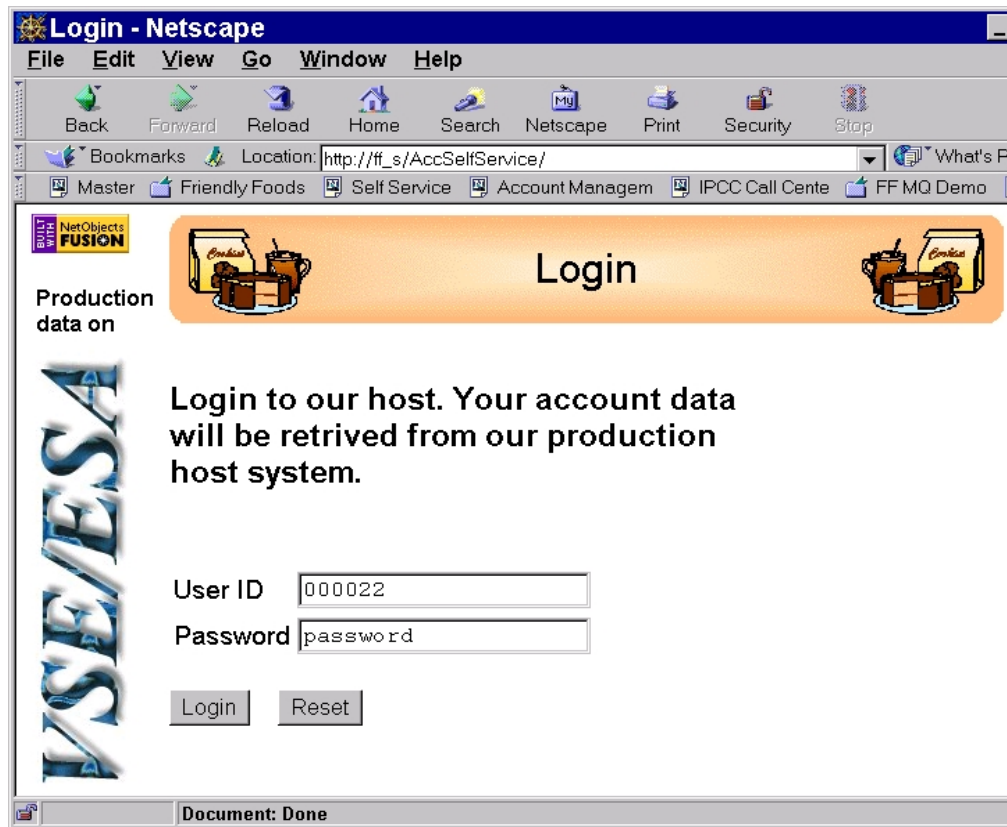 Login - Netscape
File Edit View Go Window Help
Back Forward Reload Home Search Netscape Print Security Stop
Bookmarks Location: http://ff_s/AccSelfService/ What's
Master Friendly Foods Self Service Account Managem IPCC Call Cente FF MQ Demo
BUILT WITH NetObjects FUSION
Cookies Login Cookies
Production
data on
VSE/ESA
Login to our host. Your account data
will be retrived from our production
host system.
User ID 000022
Password password
Login Reset
Document: Done